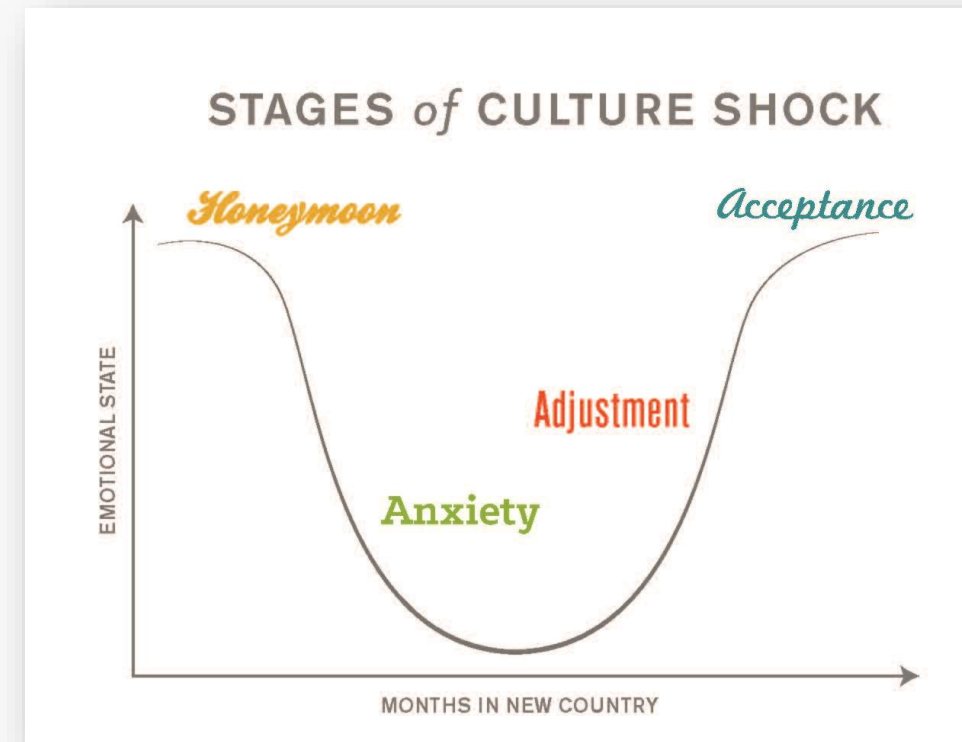 STAGES of CULTURE SHOCK
Honeymoon
Acceptance
Adjustment
Anxiety
EMOTIONAL STATE
MONTHS IN NEW COUNTRY